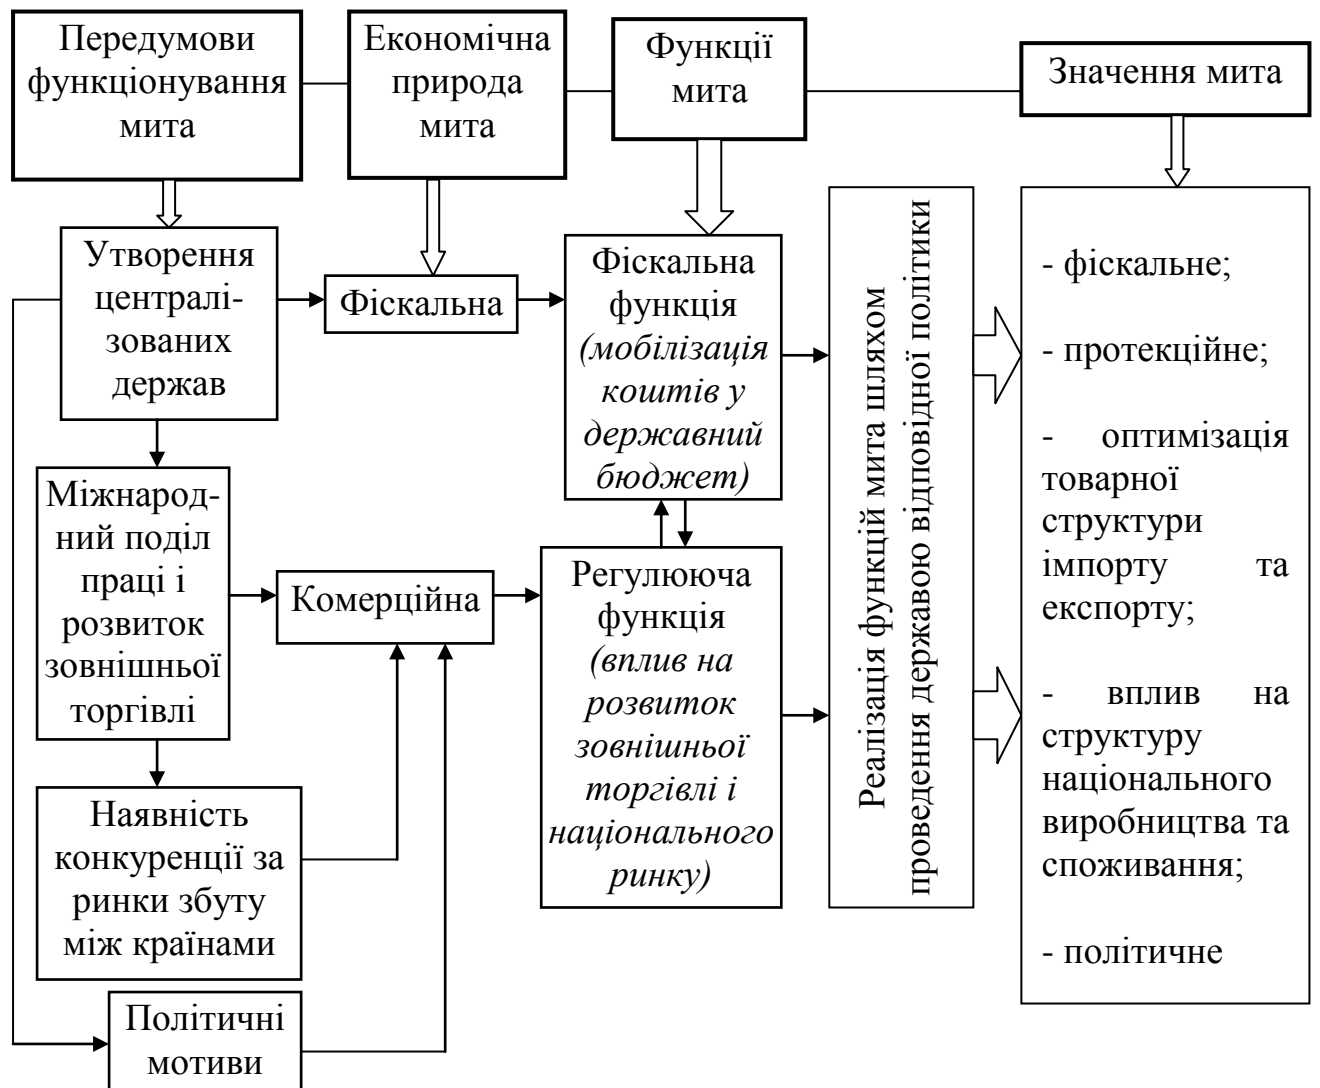 Передумови
функціонування
мита
Економічна
природа
мита
Функції
мита
Значення мита
Утворення
централі-
зованих
держав
Фіскальна
Фіскальна
функція
(мобілізація
коштів у
державний
бюджет)
Міжнарод-
ний поділ
праці і
розвиток
зовнішньої
торгівлі
Комерційна
Регулююча
функція
(вплив на
розвиток
зовнішньої
торгівлі і
національного
ринку)
Наявність
конкуренції за
ринки збуту
між країнами
Політичні
мотиви
Реалізація функцій мита шляхом
проведення державою відповідної політики
- фіскальне;
- протекційне;
- оптимізація
товарної
структури
імпорту та
експорту;
- вплив на
структуру
національного
виробництва та
споживання;
- політичне